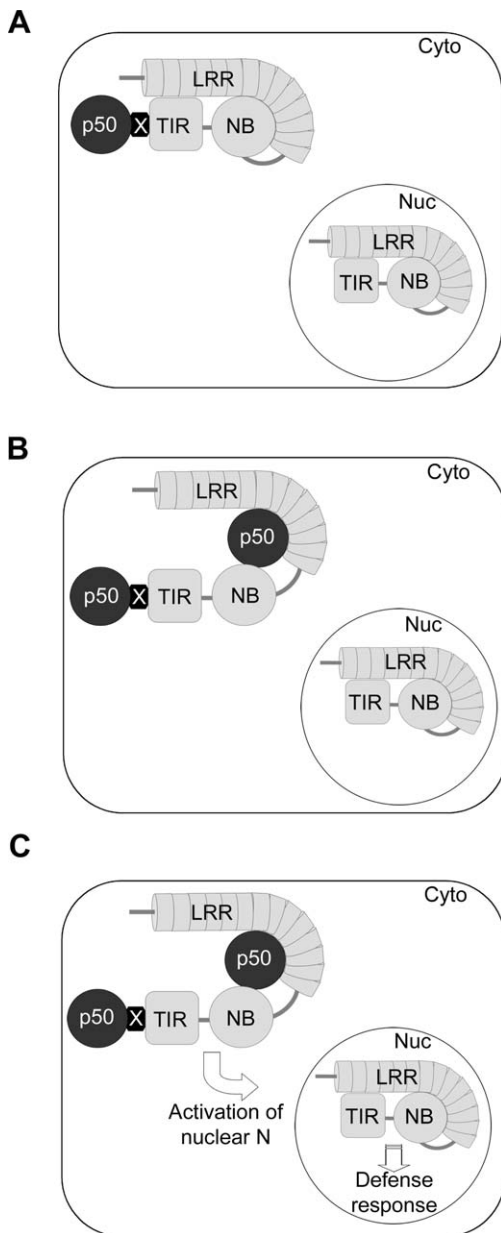 A
Cyto
LRR
p50 X TIR NB
Nuc
LRR
TIR NB
B
Cyto
LRR
p50
p50 X TIR NB
Nuc
LRR
TIR NB
C
Cyto
LRR
p50
p50 X TIR NB
Activation of
nuclear N
Nuc
LRR
TIR NB
Defense
response